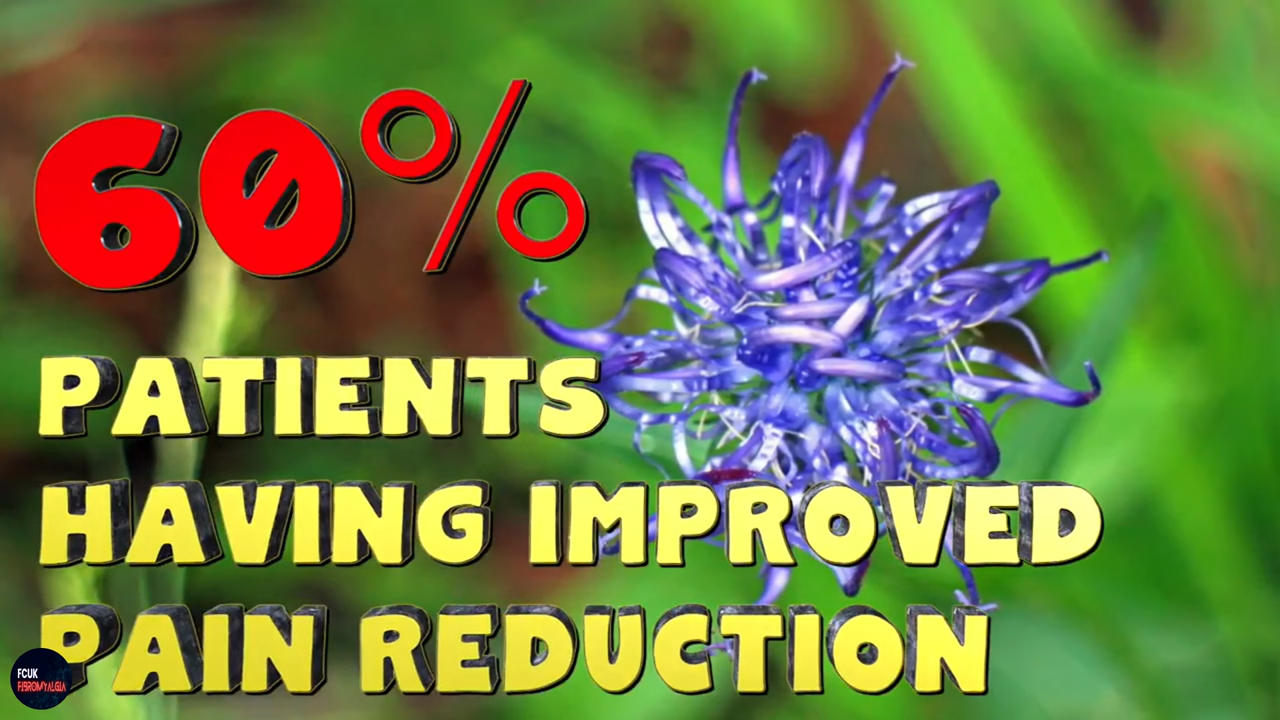 60%
PATIENTS
HAVING IMPROVED
PAIN REDUCTION
FCUK
FIBROMYALGIA